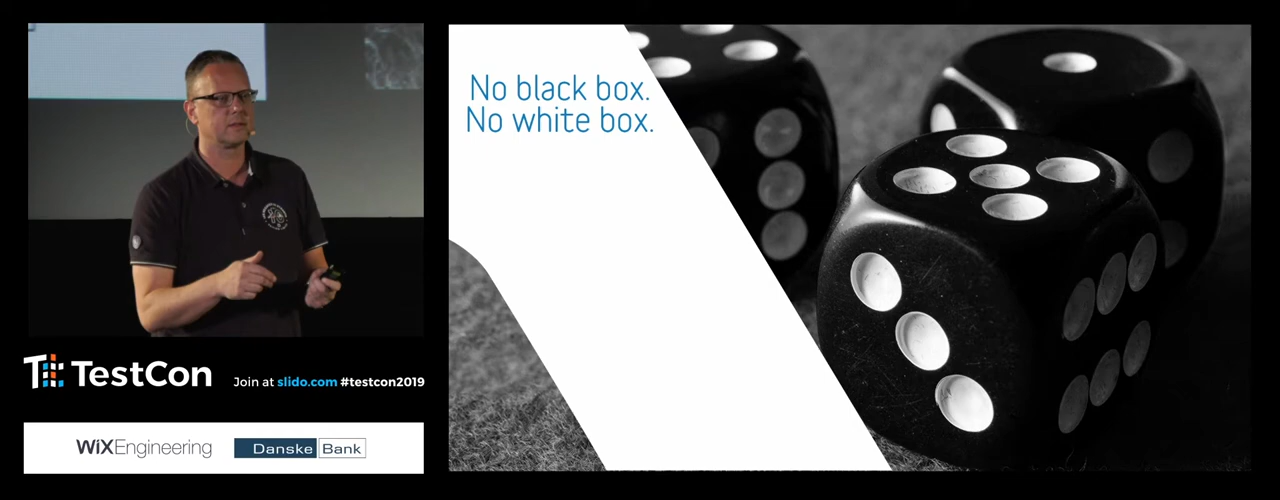 No black box.
No white box.
TestCon
Join at slido.com #testcon2019
WiXEngineering
Danske Bank